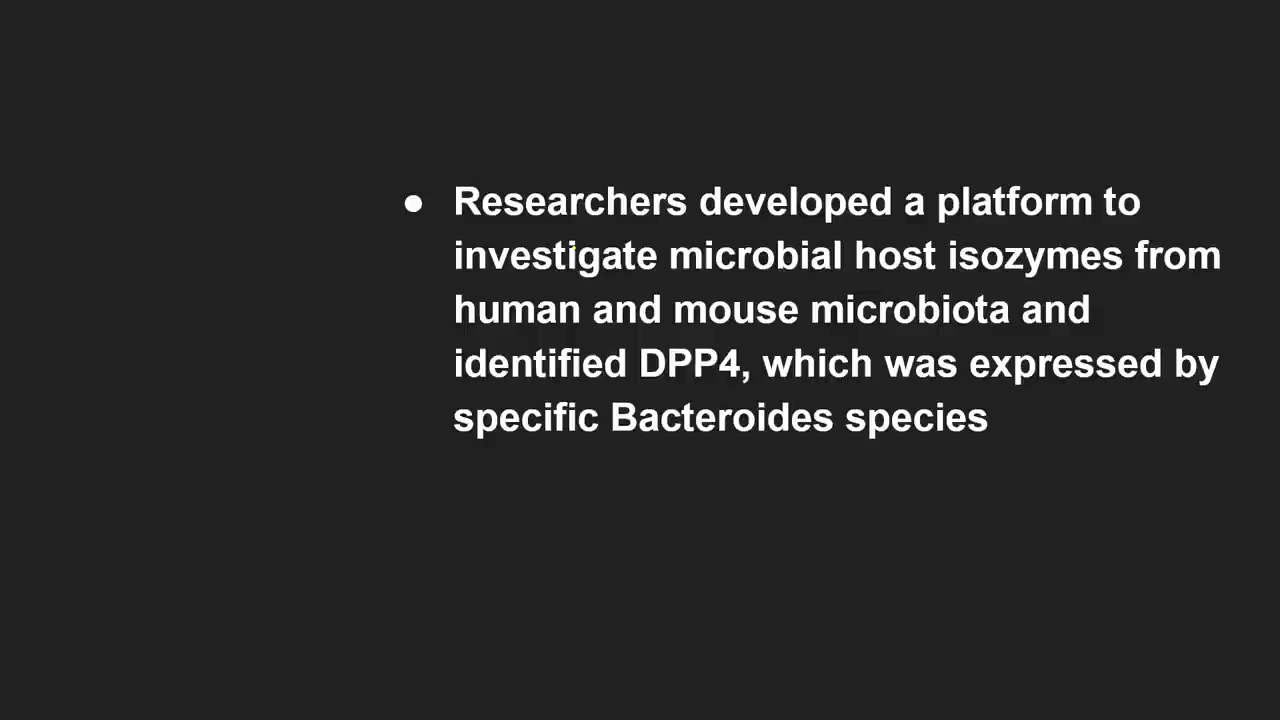 ● Researchers developed a platform to
investigate microbial host isozymes from
human and mouse microbiota and
identified DPP4, which was expressed by
specific Bacteroides species